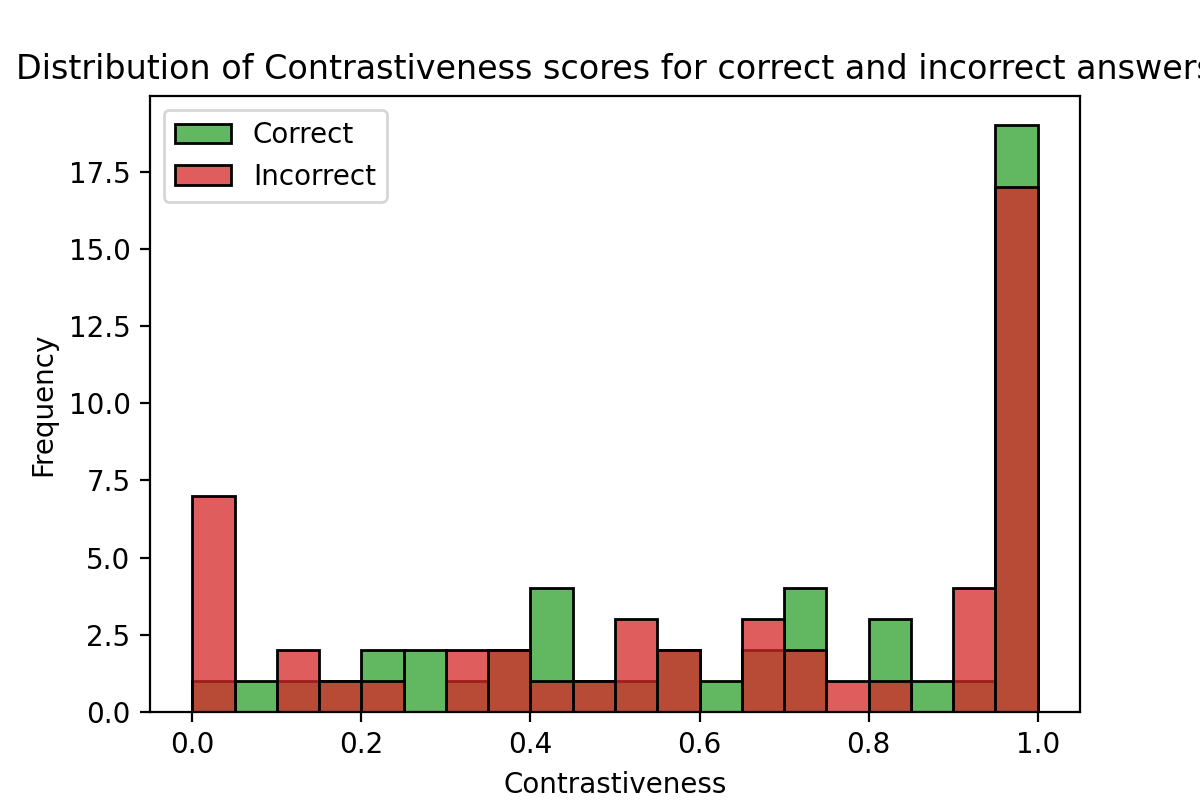 Distribution of Contrastiveness scores for correct and incorrect answers
Correct
Incorrect
17.5
15.0
12.5
10.0
7.5
5.0
2.5
0.0
Frequency
0.0 0.2 0.4 0.6 0.8 1.0
Contrastiveness